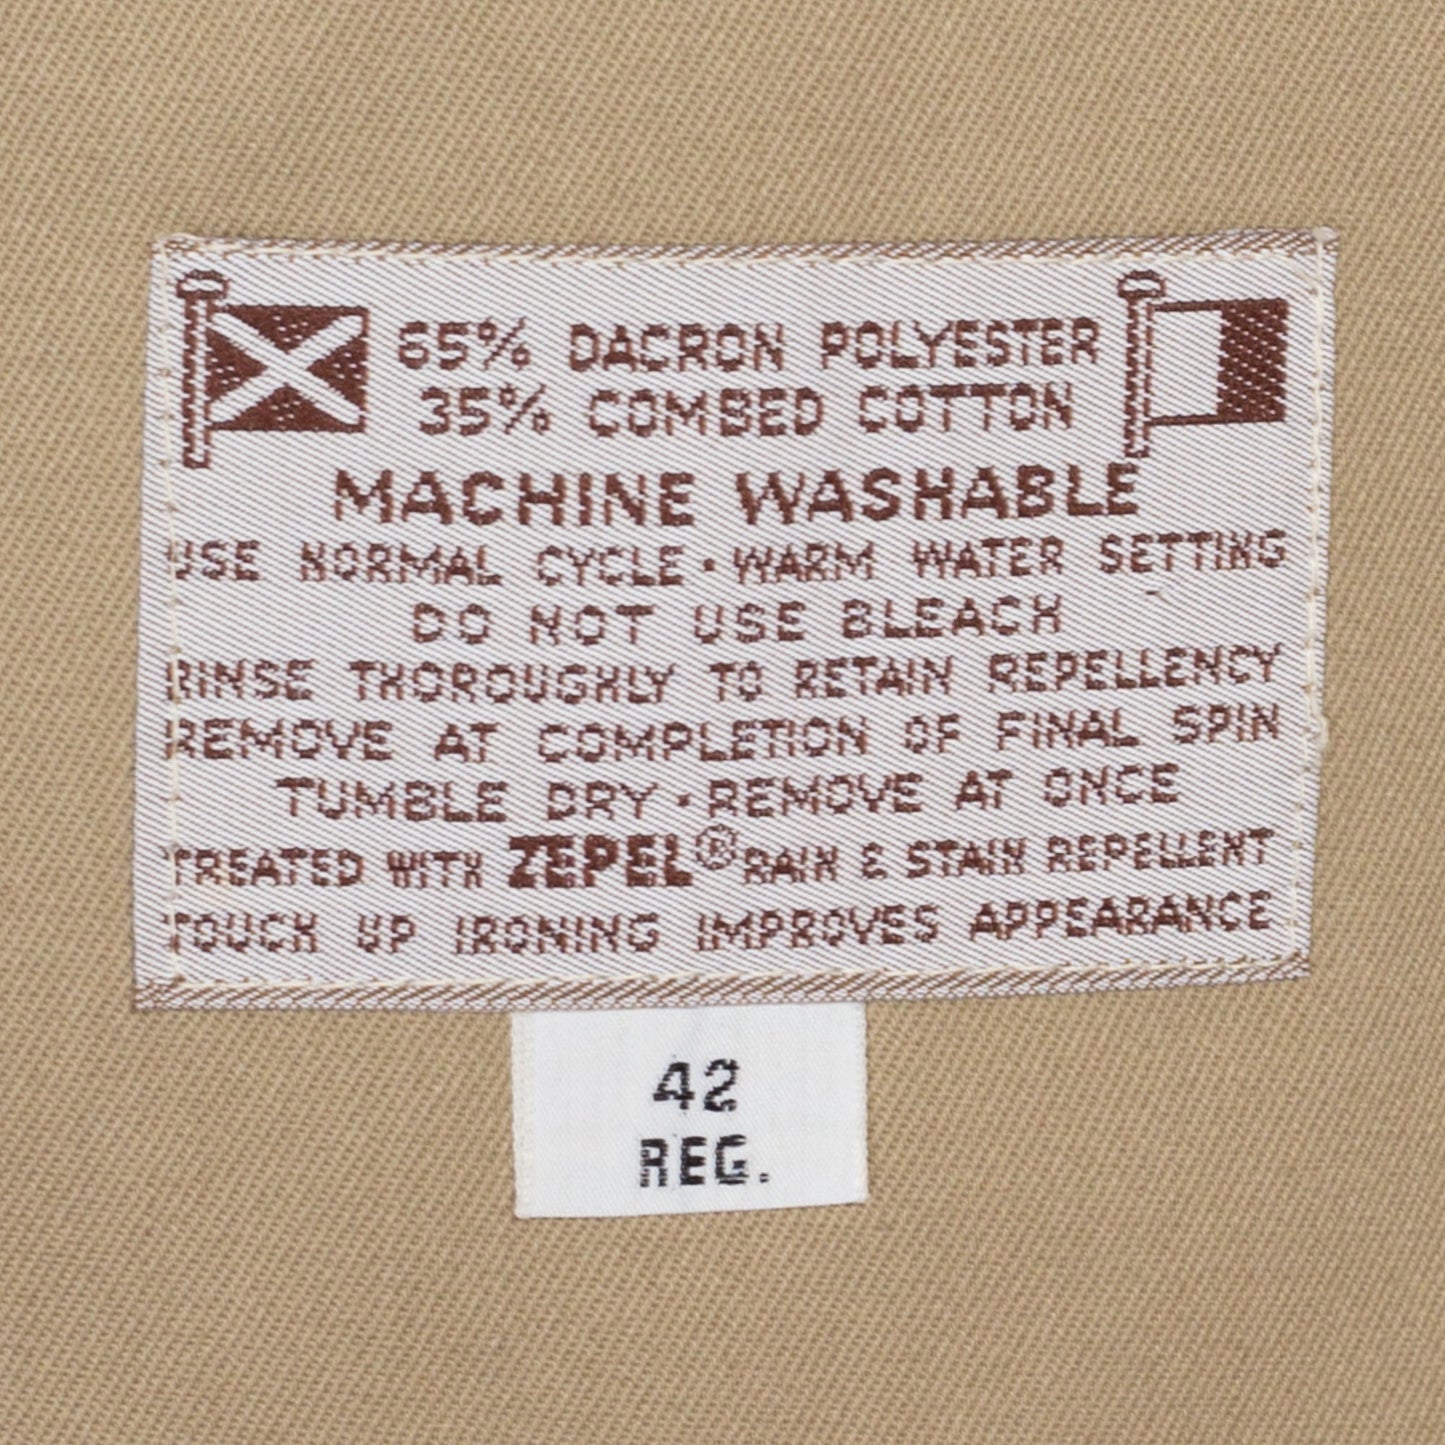 65% DACRON POLYESTER
35% COMBED COTTON
MACHINE WASHABLE
USE NORMAL CYCLE · WARM WATER SETTING
DO NOT USE BLEACH
RINSE THOROUGHLY TO RETAIN REPELLENCY
REMOVE AT COMPLETION OF FINAL SPIN
TUMBLE DRY · REMOVE AT ONCE
TREATED WITH ZEPEL® RAIN & STAIN REPELLENT
TOUCH UP IRONING IMPROVES APPEARANCE
42
REG.